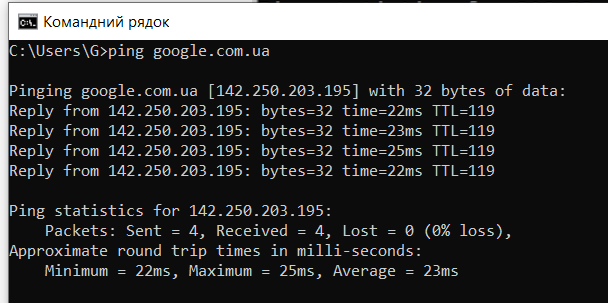 Командний рядок
C:\Users\G>ping google.com.ua
Pinging google.com.ua [142.250.203.195] with 32 bytes of data:
Reply from 142.250.203.195: bytes=32 time=22ms TTL=119
Reply from 142.250.203.195: bytes=32 time=23ms TTL=119
Reply from 142.250.203.195: bytes=32 time=25ms TTL=119
Reply from 142.250.203.195: bytes=32 time=22ms TTL=119
Ping statistics for 142.250.203.195:
    Packets: Sent = 4, Received = 4, Lost = 0 (0% loss),
Approximate round trip times in milli-seconds:
    Minimum = 22ms, Maximum = 25ms, Average = 23ms